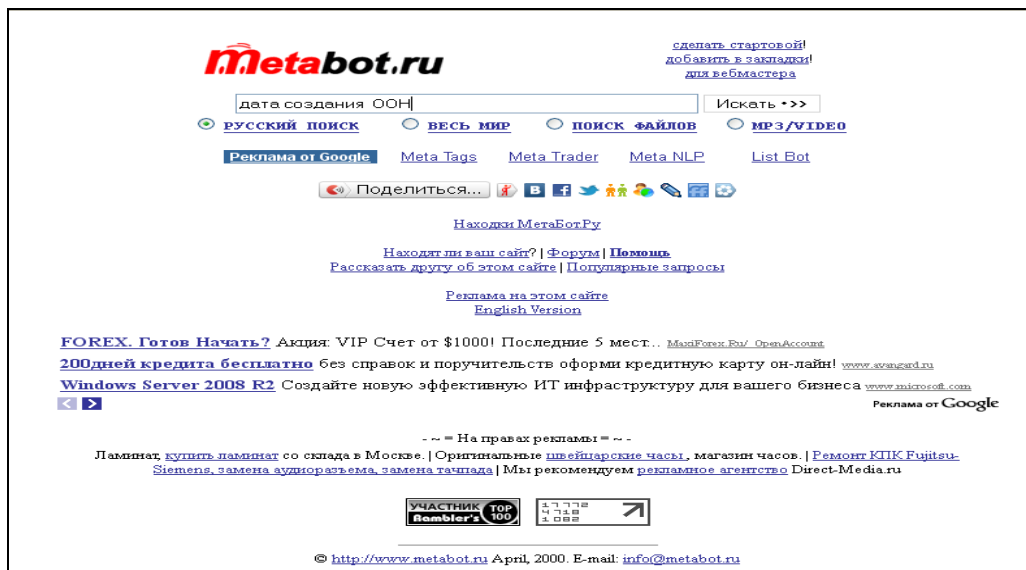 Metabot.ru
сделать стартовой!
добавить в закладки!
для вебмастера
дата создания ООН Искать •>>
РУССКИЙ ПОИСК ВЕСЬ МИР ПОИСК ФАЙЛОВ MP3/VIDEO
Реклама от Google Meta Tags Meta Trader Meta NLP List Bot
Поделиться...
Находки МетаБот.Ру
Находят ли ваш сайт? | Форум | Помощь
Рассказать другу об этом сайте | Популярные запросы
Реклама на этом сайте
English Version
FOREX. Готов Начать? Акция: VIP Счет от $1000! Последние 5 мест.. MaxiForex.Ru/ OpenAccount
200дней кредита бесплатно без справок и поручительств оформи кредитную карту он-лайн! www.avangard.ru
Windows Server 2008 R2 Создайте новую эффективную ИТ инфраструктуру для вашего бизнеса www.microsoft.com
< > Реклама от Google
- ~ = На правах рекламы = ~ -
Ламинат, купить ламинат со склада в Москве. | Оригинальные швейцарские часы , магазин часов. | Ремонт КПК Fujitsu-
Siemens, замена аудиоразъема, замена тачпада | Мы рекомендуем рекламное агентство Direct-Media.ru
УЧАСТНИК Rambler's TOP 100
17772
4718
1082
© http://www.metabot.ru April, 2000. E-mail: info@metabot.ru